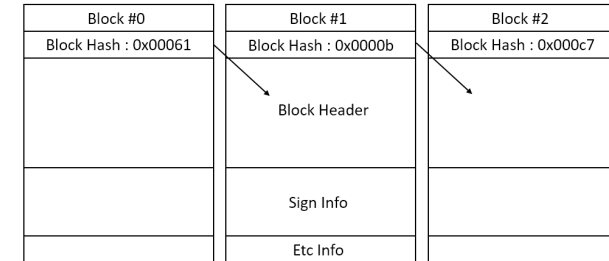 Block #0
Block Hash : 0x00061
Block #1
Block Hash : 0x0000b
Block Header
Sign Info
Etc Info
Block #2
Block Hash : 0x000c7